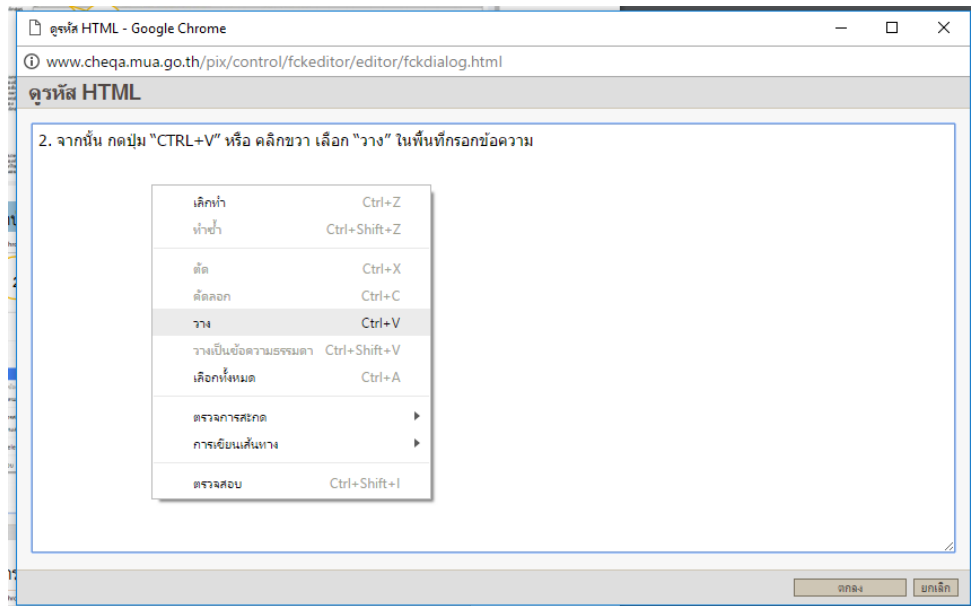 ดูรหัส HTML - Google Chrome
www.cheqa.mua.go.th/pix/control/fckeditor/editor/fckdialog.html
ดูรหัส HTML
2. จากนั้น กดปุ่ม “CTRL+V” หรือ คลิกขวา เลือก “วาง” ในพื้นที่กรอกข้อความ
เลิกทำ Ctrl+Z
ทำซ้ำ Ctrl+Shift+Z
ตัด Ctrl+X
คัดลอก Ctrl+C
วาง Ctrl+V
วางเป็นข้อความธรรมดา Ctrl+Shift+V
เลือกทั้งหมด Ctrl+A
ตรวจการสะกด
การเขียนเส้นทาง
ตรวจสอบ Ctrl+Shift+I
ตกลง ยกเลิก